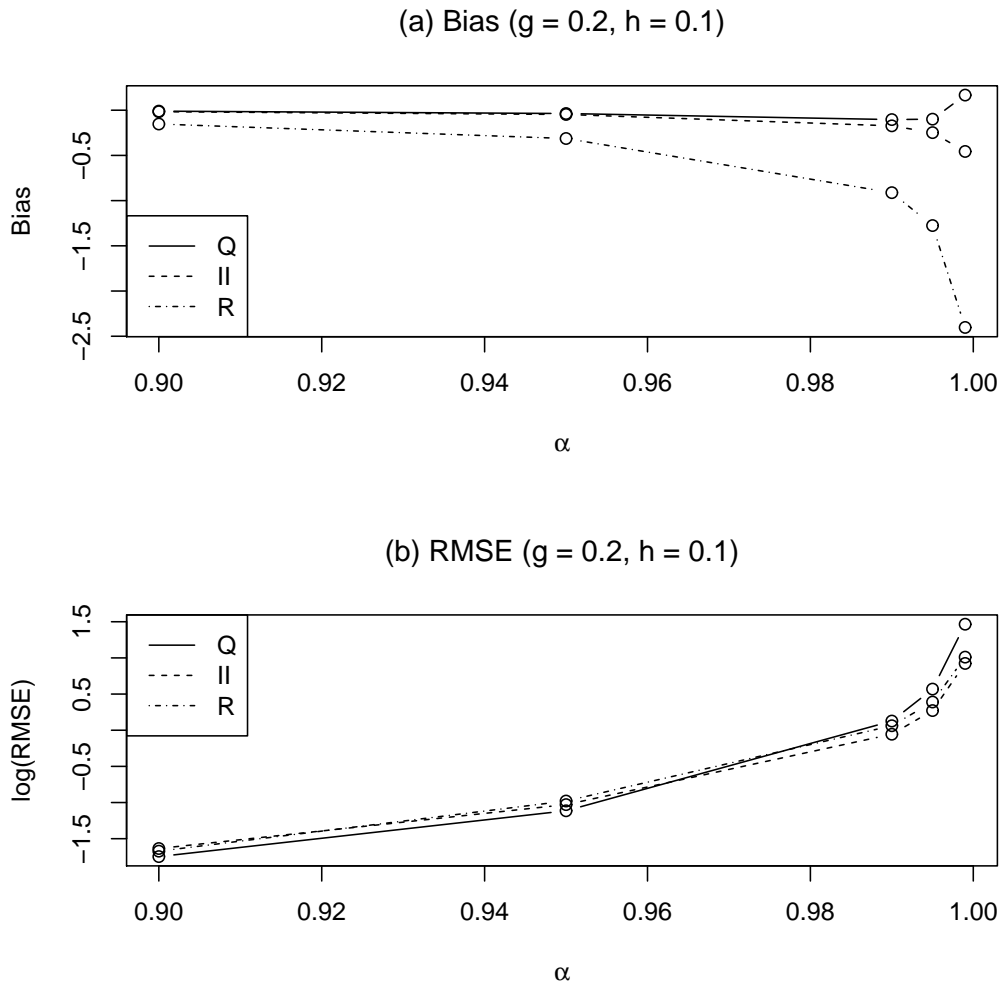 (a) Bias (g = 0.2, h = 0.1)
Bias
−0.5
−1.5
−2.5
Q
II
R
0.90 0.92 0.94 0.96 0.98 1.00
α
(b) RMSE (g = 0.2, h = 0.1)
log(RMSE)
1.5
0.5
−0.5
−1.5
Q
II
R
0.90 0.92 0.94 0.96 0.98 1.00
α